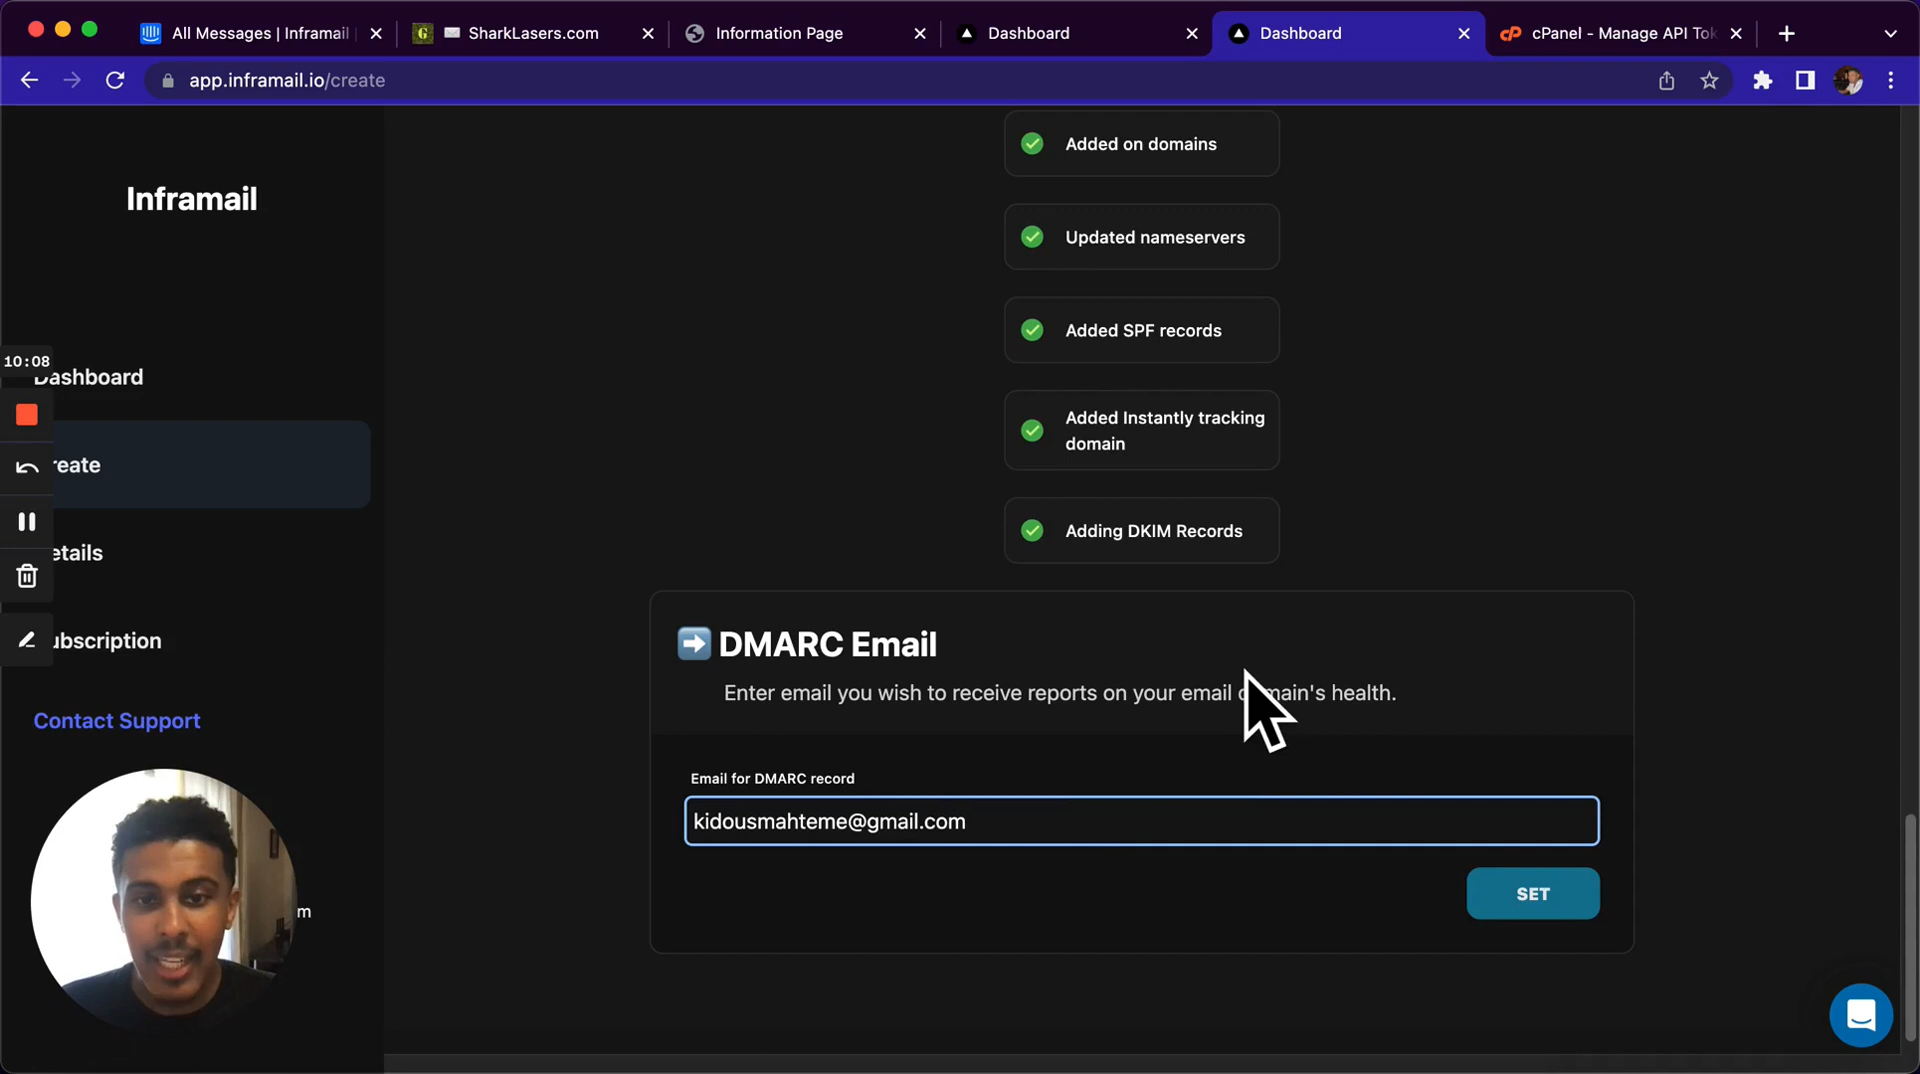 All Messages | Inframail
SharkLasers.com
Information Page
Dashboard
Dashboard
cPanel - Manage API Tok
app.inframail.io/create
Inframail
10:08
Dashboard
reate
etails
ubscription
Contact Support
m
Added on domains
Updated nameservers
Added SPF records
Added Instantly tracking
domain
Adding DKIM Records
DMARC Email
Enter email you wish to receive reports on your email domain's health.
Email for DMARC record
kidousmahteme@gmail.com
SET